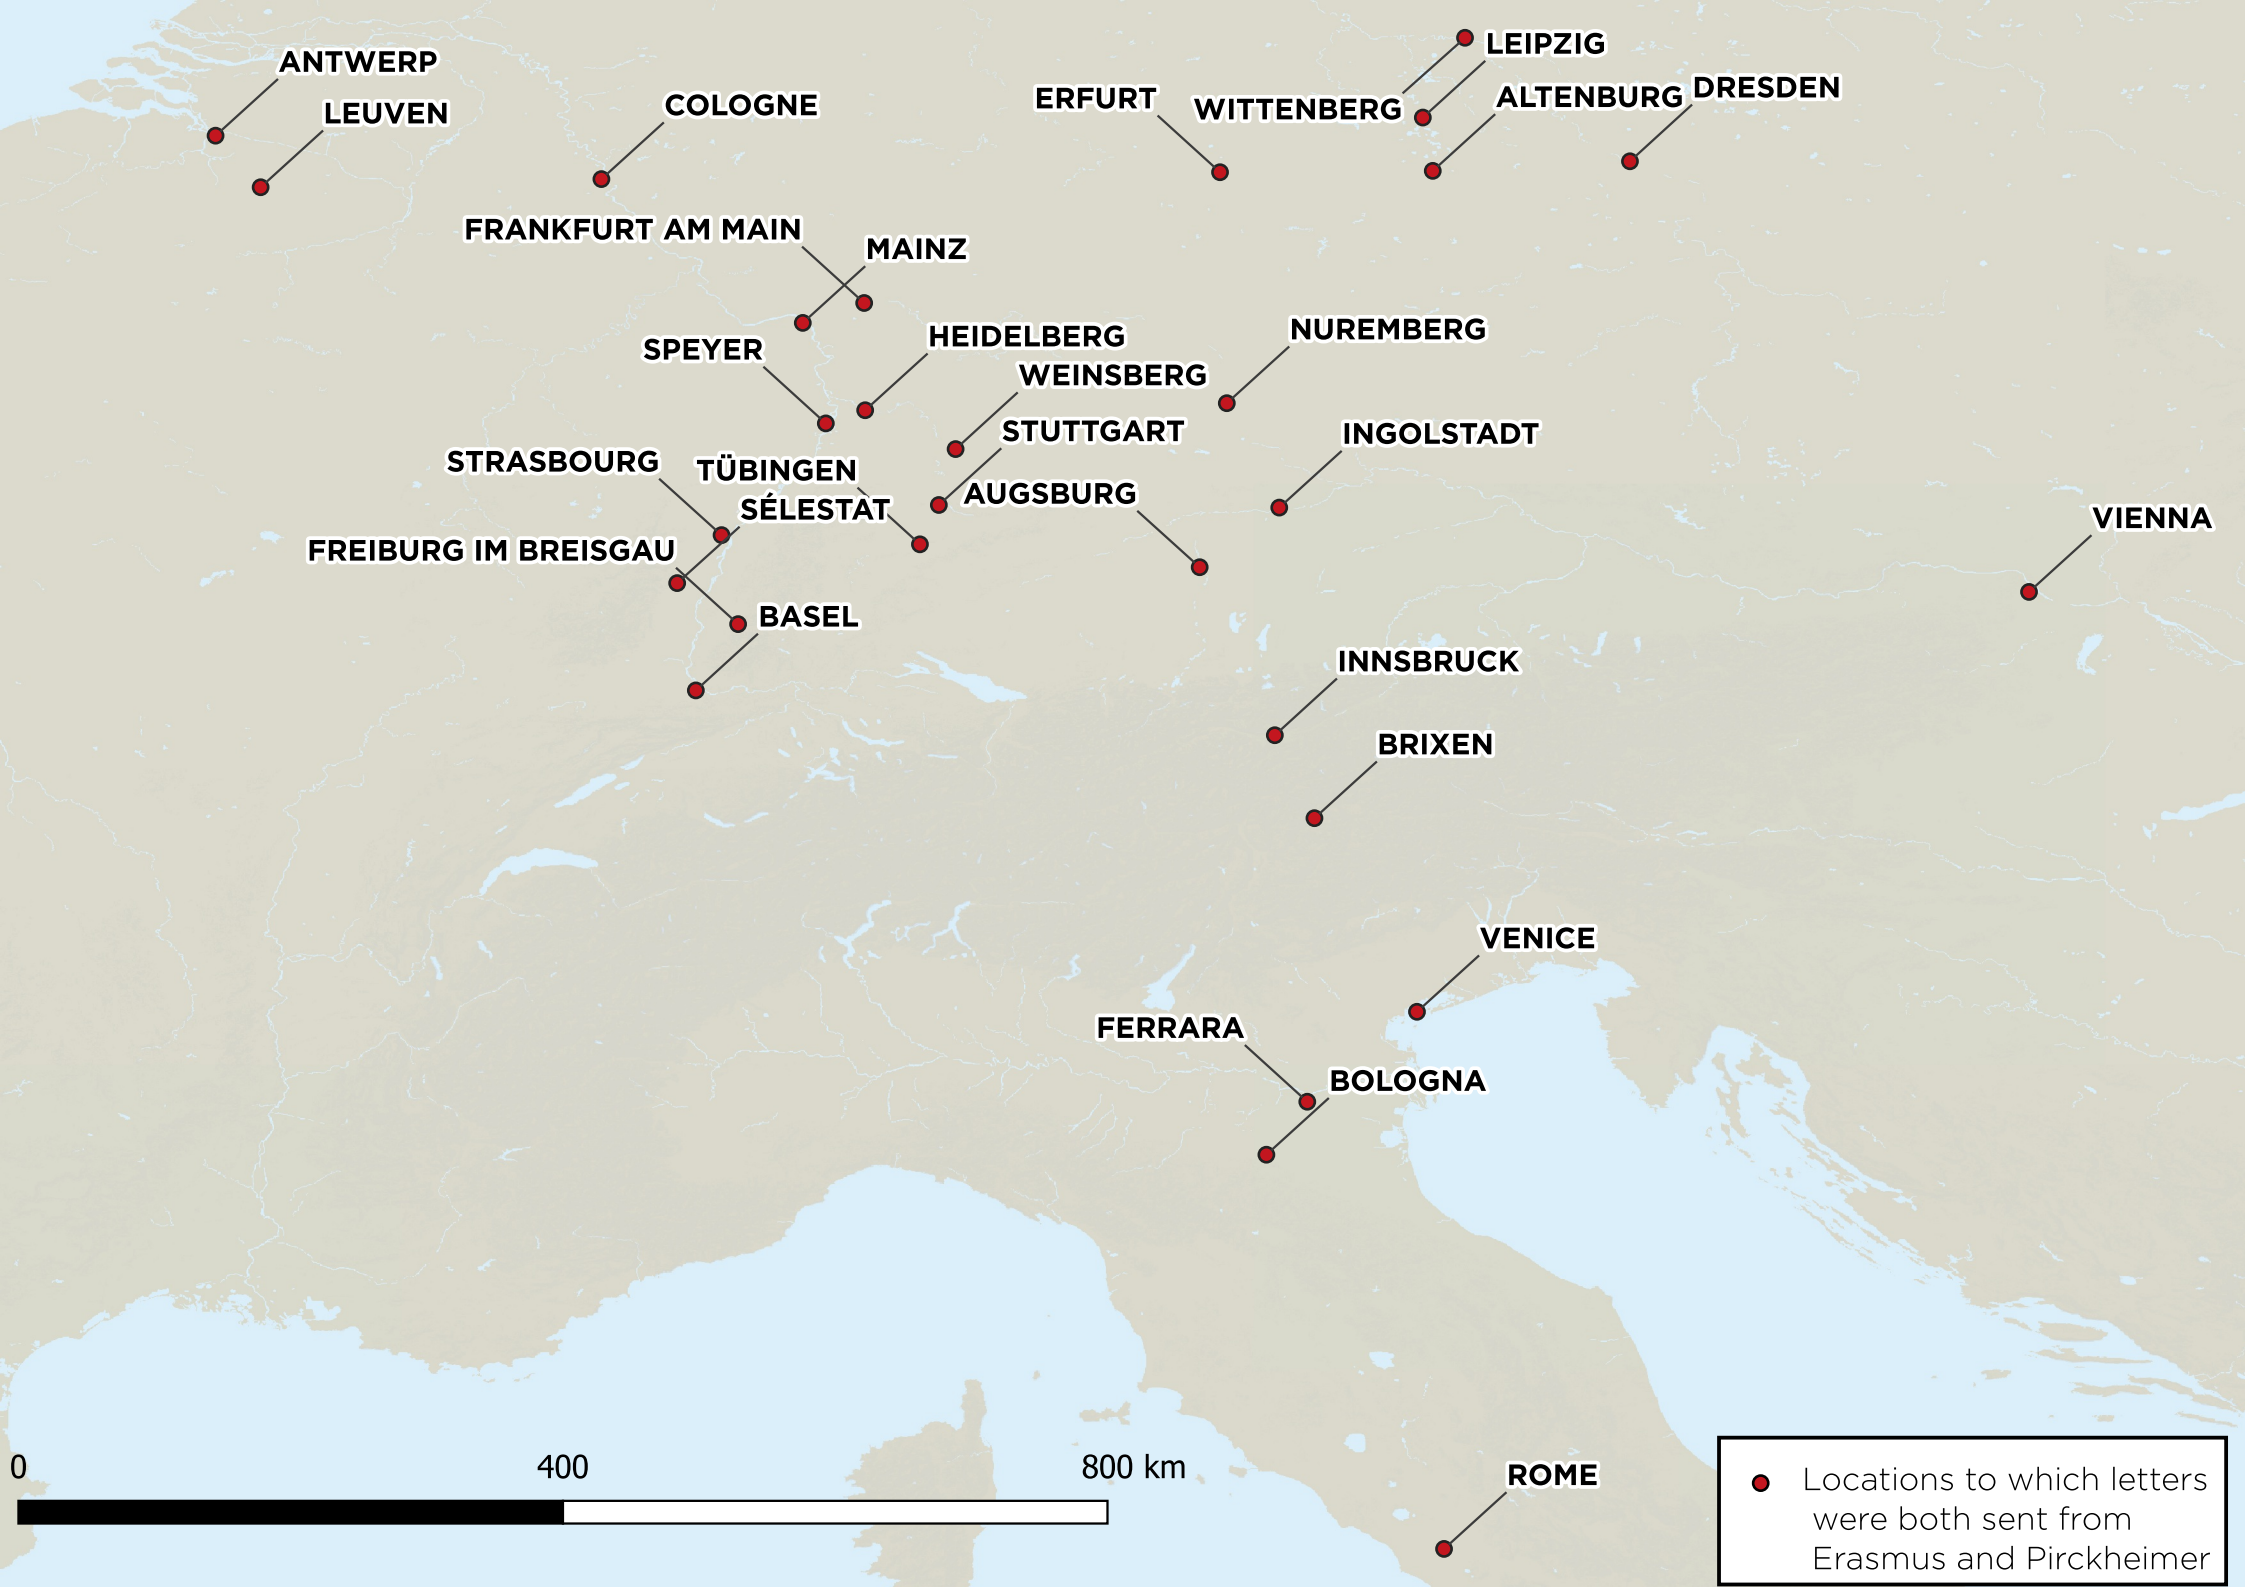 LEIPZIG
ANTWERP
DRESDEN
ERFURT
ALTENBURG
COLOGNE
WITTENBERG
LEUVEN
FRANKFURT AM MAIN
MAINZ
NUREMBERG
HEIDELBERG
SPEYER
WEINSBERG
STUTTGART
INGOLSTADT
STRASBOURG
TÜBINGEN
AUGSBURG
SÉLESTAT
VIENNA
FREIBURG IM BREISGAU
BASEL
INNSBRUCK
BRIXEN
VENICE
FERRARA
BOLOGNA
0 400 800 km
ROME
Locations to which letters
were both sent from
Erasmus and Pirckheimer